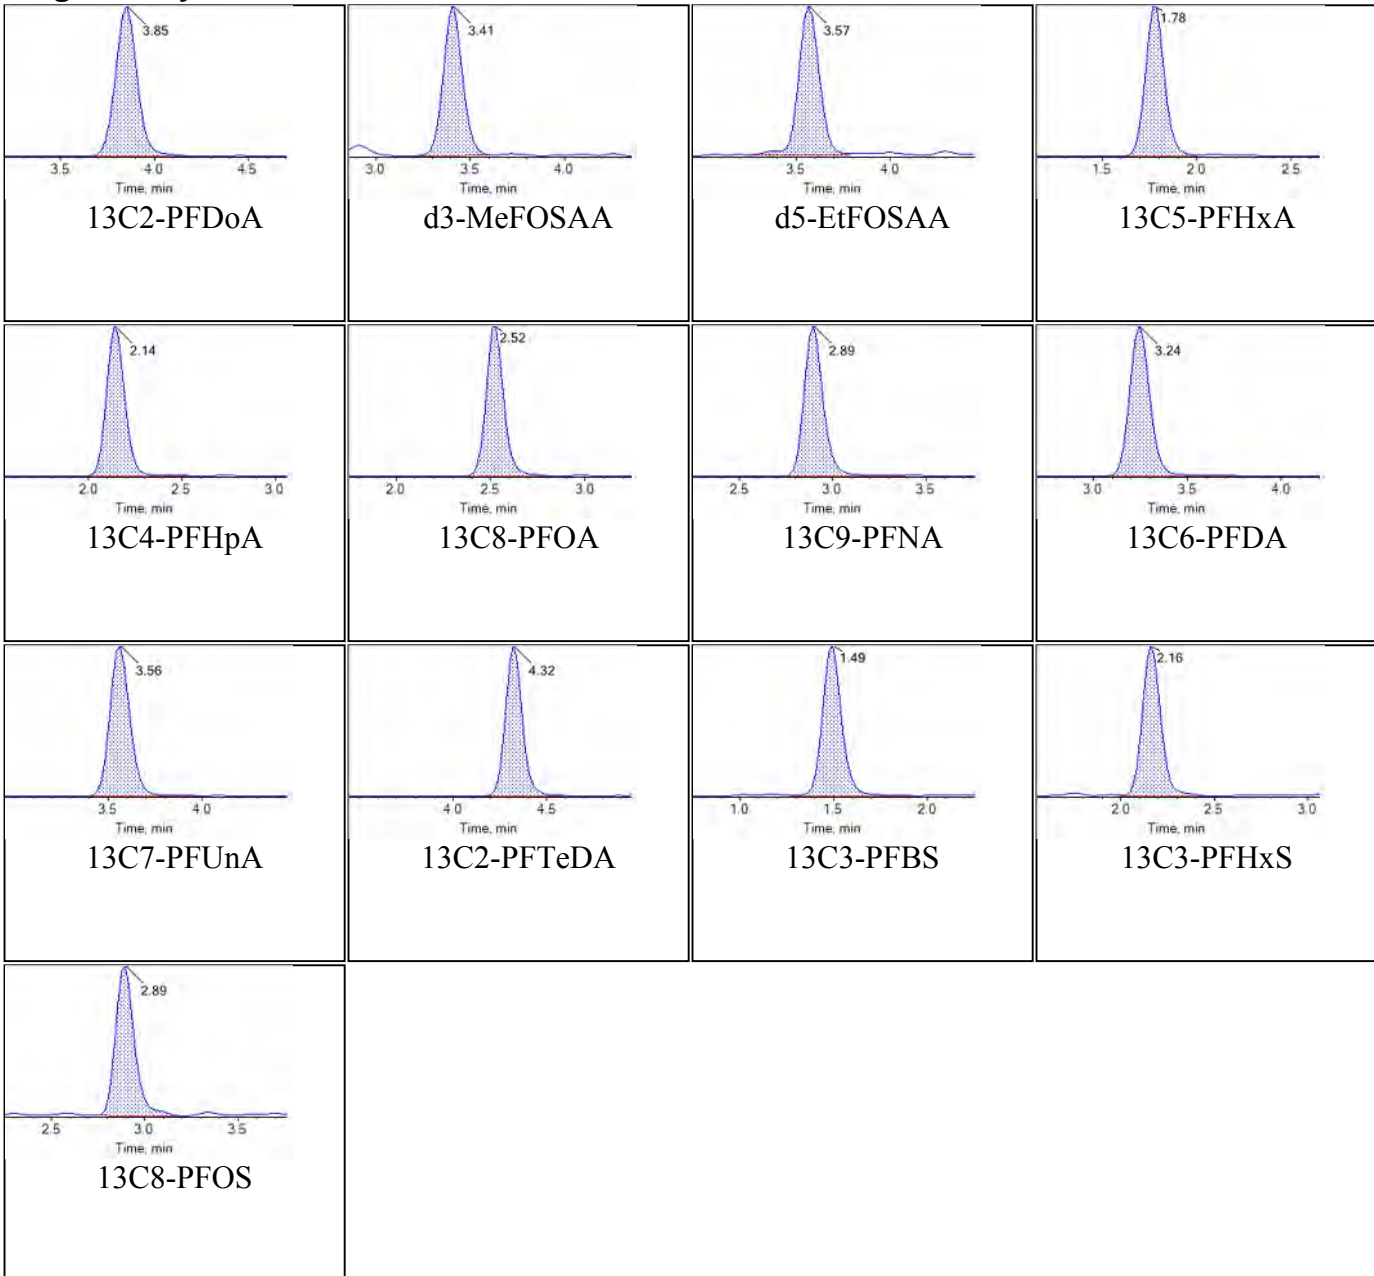 3.85
3.5 4.0 4.5
Time, min
13C2-PFDoA
3.41
3.0 3.5 4.0
Time, min
d3-MeFOSAA
3.57
3.5 4.0
Time, min
d5-EtFOSAA
1.78
1.5 2.0 2.5
Time, min
13C5-PFHxA
2.14
2.0 2.5 3.0
Time, min
13C4-PFHpA
2.52
2.0 2.5 3.0
Time, min
13C8-PFOA
2.89
2.5 3.0 3.5
Time, min
13C9-PFNA
3.24
3.0 3.5 4.0
Time, min
13C6-PFDA
3.56
3.5 4.0
Time, min
13C7-PFUnA
4.32
4.0 4.5
Time, min
13C2-PFTeDA
1.49
1.0 1.5 2.0
Time, min
13C3-PFBS
2.16
2.0 2.5 3.0
Time, min
13C3-PFHxS
2.89
2.5 3.0 3.5
Time, min
13C8-PFOS